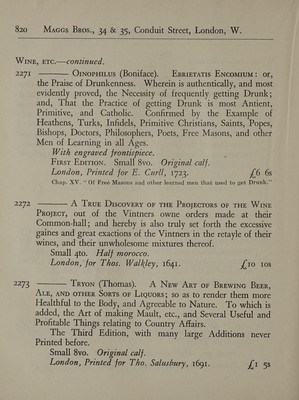 820 MAGGS BROS., 34 & 35, Conduit Street, London, W.
WINE, ETC.—continued.
2271 ——— OINOPHILUS (Boniface). EBRIETATIS ENCOMIUM: or,
the Praise of Drunkenness. Wherein is authentically, and most
evidently proved, the Necessity of frequently getting Drunk;
and, That the Practice of getting Drunk is most Antient,
Primitive, and Catholic. Confirmed by the Example of
Heathens, Turks, Infidels, Primitive Christians, Saints, Popes,
Bishops, Doctors, Philosophers, Poets, Free Masons, and other
Men of Learning in all Ages.
With engraved frontispiece.
FIRST EDITION. Small 8vo. Original calf.
London, Printed for E. Curll, 1723. £6 6s
Chap. XV. "Of Free Masons and other learned men that used to get Drunk."
2272 ——— A TRUE DISCOVERY OF THE PROJECTORS OF THE WINE
PROJECT, out of the Vintners owne orders made at their
Common-hall; and hereby is also truly set forth the excessive
gaines and great exactions of the Vintners in the retayle of their
wines, and their unwholesome mixtures thereof.
Small 4to. Half morocco.
London, for Thos. Walkley, 1641. £10 10s
2273 ——— TRYON (Thomas). A NEW ART OF BREWING BEER,
ALE, AND OTHER SORTS OF LIQUORS; so as to render them more
Healthful to the Body, and Agreeable to Nature. To which is
added, the Art of making Mault, etc., and Several Useful and
Profitable Things relating to Country Affairs.
The Third Edition, with many large Additions never
Printed before.
Small 8vo. Original calf.
London, Printed for Tho. Salusbury, 1691. £1 5s